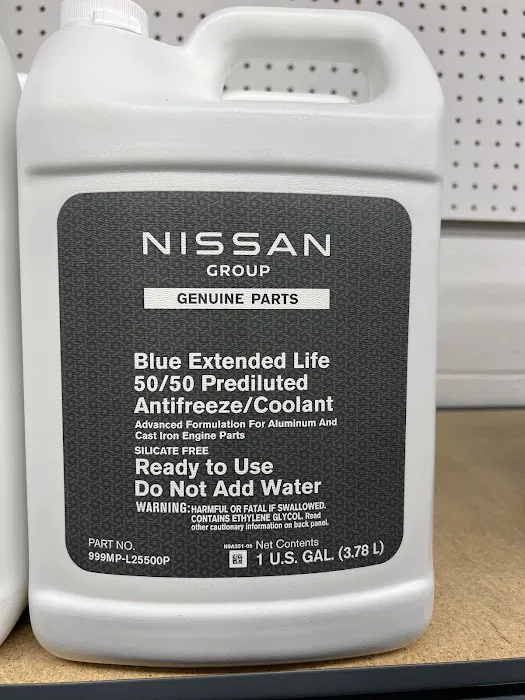 NISSAN
GROUP
GENUINE PARTS
Blue Extended Life
50/50 Prediluted
Antifreeze/Coolant
Advanced Formulation For Aluminum And
Cast Iron Engine Parts
SILICATE FREE
Ready to Use
Do Not Add Water
WARNING: HARMFUL OR FATAL IF SWALLOWED.
CONTAINS ETHYLENE GLYCOL. Read
other cautionary information on back panel.
PART NO.
999MP-L25500P
Net Contents
1 U.S. GAL. (3.78 L)